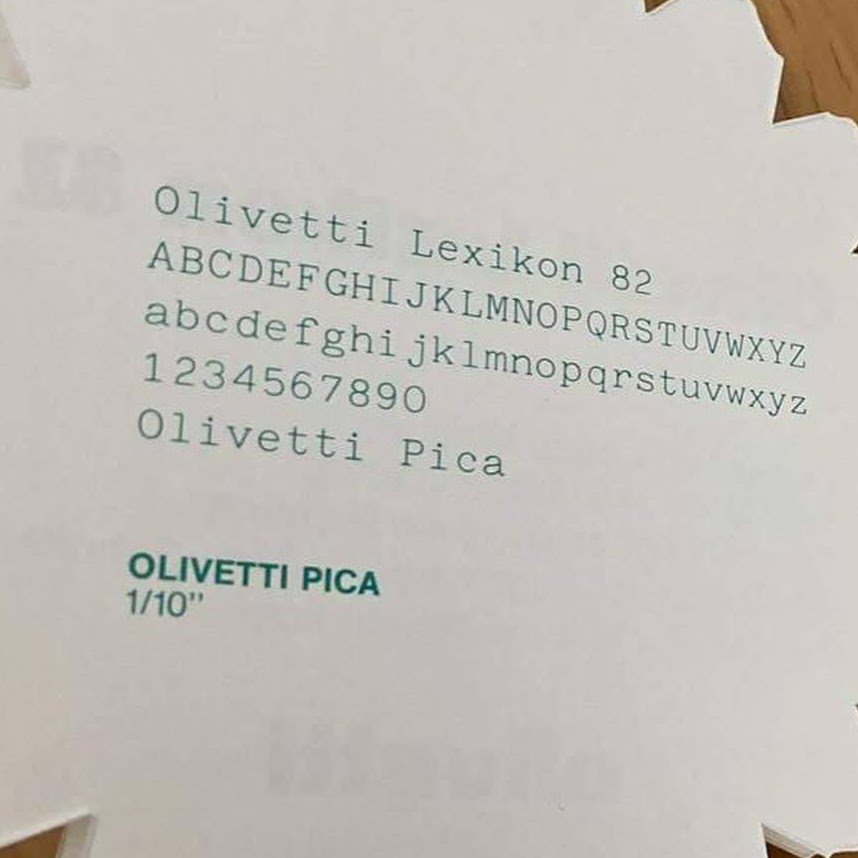 Olivetti Lexikon 82
ABCDEFGHIJKLMNOPQRSTUVWXYZ
abcdefghijklmnopqrstuvwxyz
1234567890
Olivetti Pica
OLIVETTI PICA
1/10"